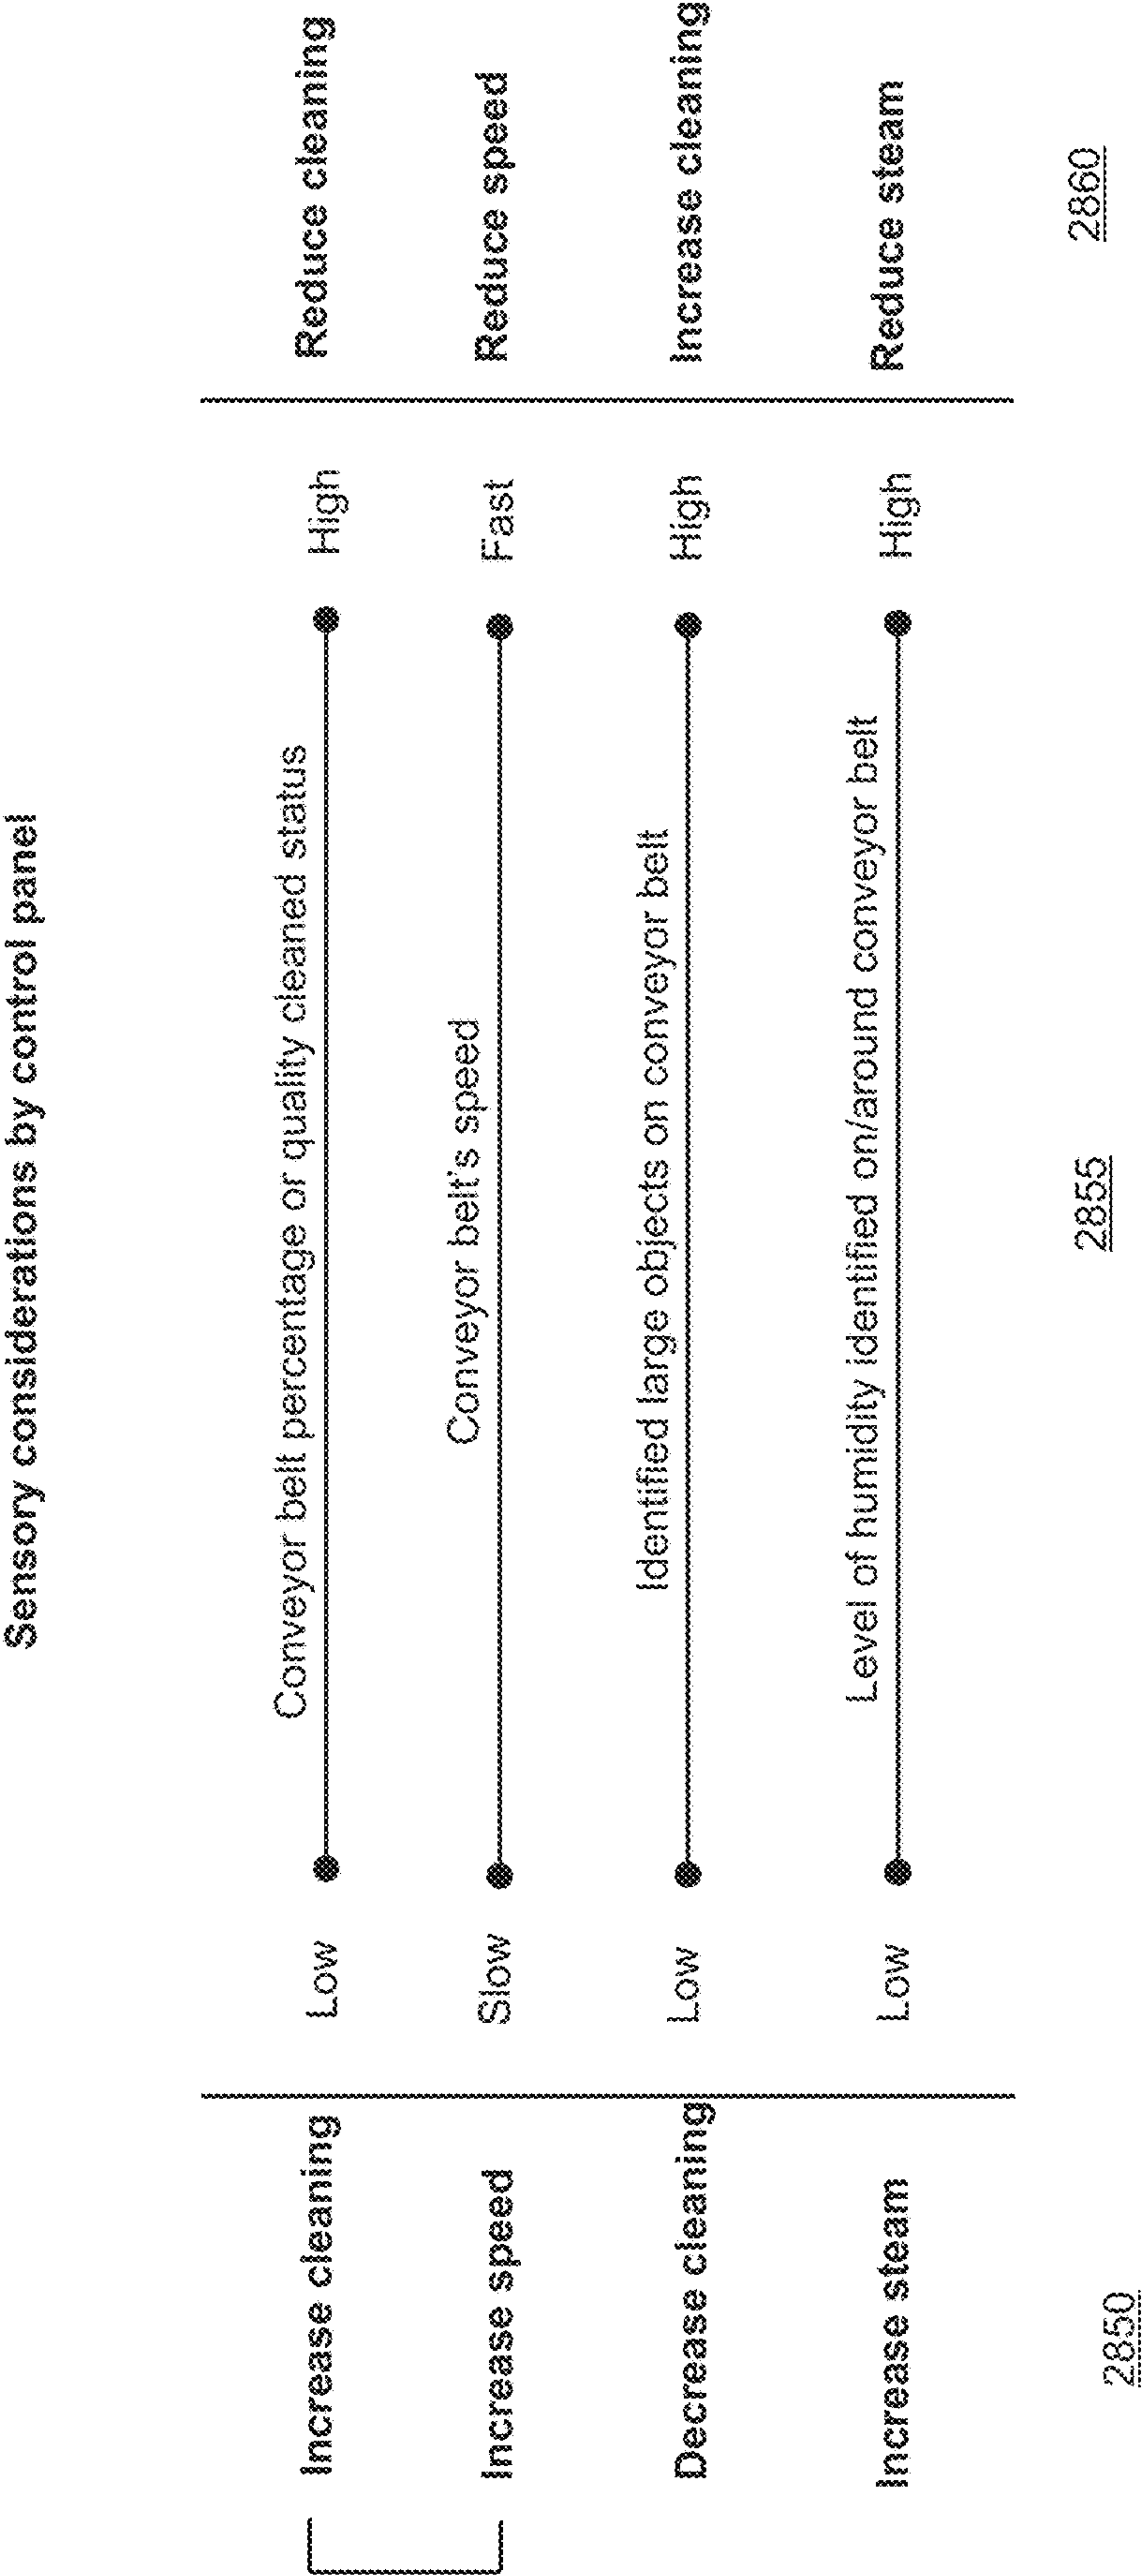 Sensory considerations by control panel
Increase cleaning
Low
Conveyor belt percentage or quality cleaned status
High
Reduce cleaning
Increase speed
Slow
Conveyor belt's speed
Fast
Reduce speed
Decrease cleaning
Low
Identified large objects on conveyor belt
High
Increase cleaning
Increase steam
Low
Level of humidity identified on/around conveyor belt
High
Reduce steam
2850
2855
2860